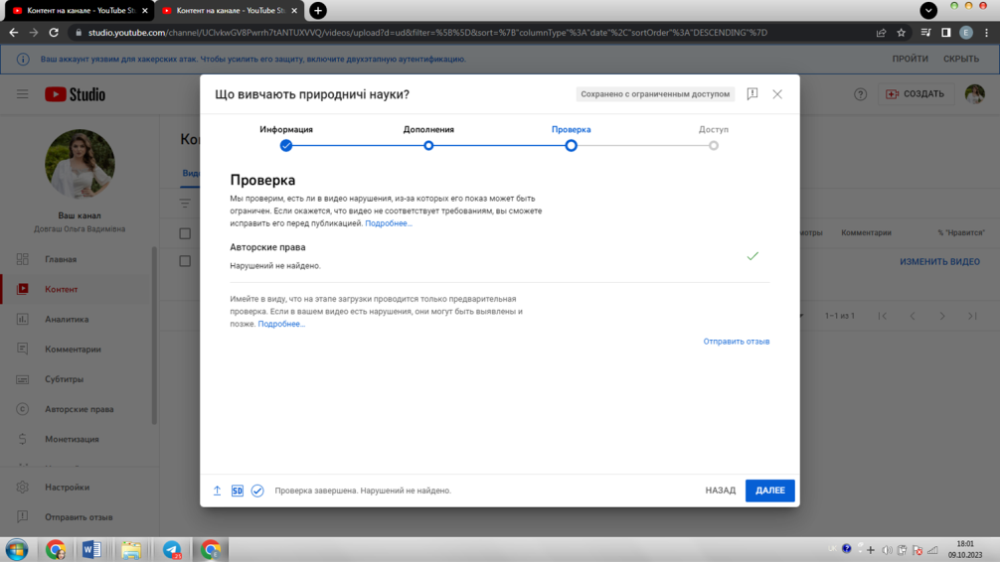 Контент на канале - YouTube Stu
Контент на канале - YouTube Stu
studio.youtube.com/channel/UClvkwGV8Pwrrh7tANTUXVVQ/videos/upload?d=ud&filter=%5B%5D&sort=%7B"columnType"%3A"date"%2C"sortOrder"%3A"DESCENDING"%7D
E
Ваш аккаунт уязвим для хакерских атак. Чтобы усилить его защиту, включите двухэтапную аутентификацию.
ПРОЙТИ
СКРЫТЬ
Studio
СОЗДАТЬ
Що вивчають природничі науки?
Сохранено с ограниченным доступом
Информация
Дополнения
Проверка
Доступ
Проверка
Мы проверим, есть ли в видео нарушения, из-за которых его показ может быть
ограничен. Если окажется, что видео не соответствует требованиям, вы сможете
исправить его перед публикацией. Подробнее...
Авторские права
Нарушений не найдено.
Имейте в виду, что на этапе загрузки проводится только предварительная
проверка. Если в вашем видео есть нарушения, они могут быть выявлены и
позже. Подробнее...
Отправить отзыв
SD
Проверка завершена. Нарушений не найдено.
НАЗАД
ДАЛЕЕ
Ваш канал
Довгаш Ольга Вадимівна
Главная
Контент
Аналитика
Комментарии
Субтитры
Авторские права
Монетизация
Настройки
Отправить отзыв
Ко
Вид
мотры
Комментарии
% "Нравится"
ИЗМЕНИТЬ ВИДЕО
1–1 из 1
18:01
09.10.2023